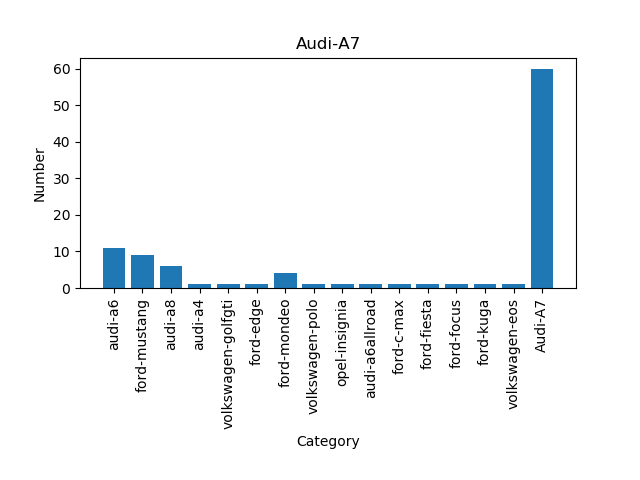 Audi-A7
Number
60
50
40
30
20
10
0
audi-a6
ford-mustang
audi-a8
audi-a4
volkswagen-golfgti
ford-edge
ford-mondeo
volkswagen-polo
opel-insignia
audi-a6allroad
ford-c-max
ford-fiesta
ford-focus
ford-kuga
volkswagen-eos
Audi-A7
Category